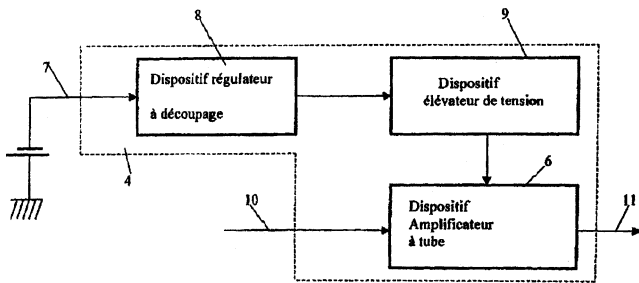 8
9
7
Dispositif régulateur
à découpage
Dispositif
élévateur de tension
4
6
10
Dispositif
Amplificateur
à tube
11